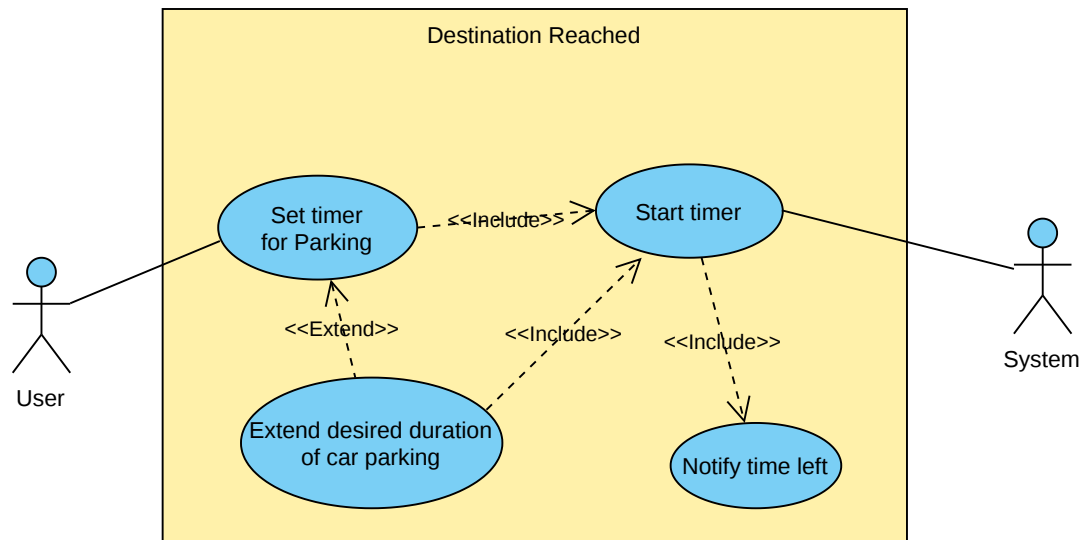 Destination Reached
Set timer
for Parking
<<Include>>
Start timer
<<Extend>>
<<Include>>
<<Include>>
User
System
Extend desired duration
of car parking
Notify time left